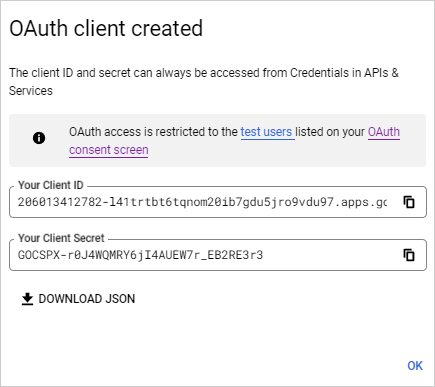 OAuth client created
The client ID and secret can always be accessed from Credentials in APIs &
Services
OAuth access is restricted to the test users listed on your OAuth
consent screen
Your Client ID
206013412782-l41trtbt6tqnom20ib7gdu5jro9vdu97.apps.gc
Your Client Secret
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
DOWNLOAD JSON
OK